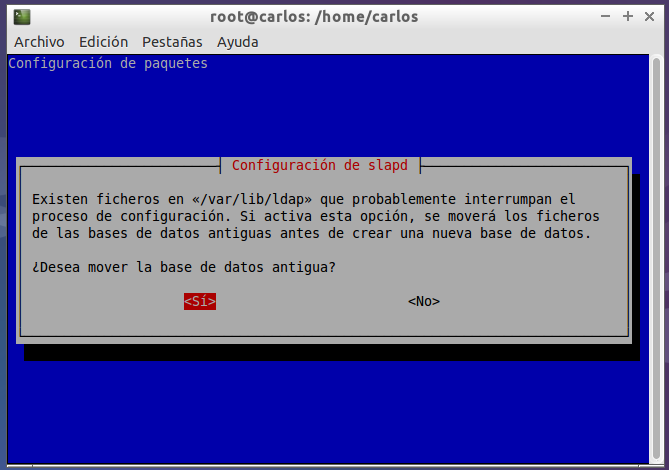 root@carlos: /home/carlos
Archivo Edición Pestañas Ayuda
Configuración de paquetes
Configuración de slapd
Existen ficheros en «/var/lib/ldap» que probablemente interrumpan el
proceso de configuración. Si activa esta opción, se moverá los ficheros
de las bases de datos antiguas antes de crear una nueva base de datos.
¿Desea mover la base de datos antigua?
<Sí> <No>